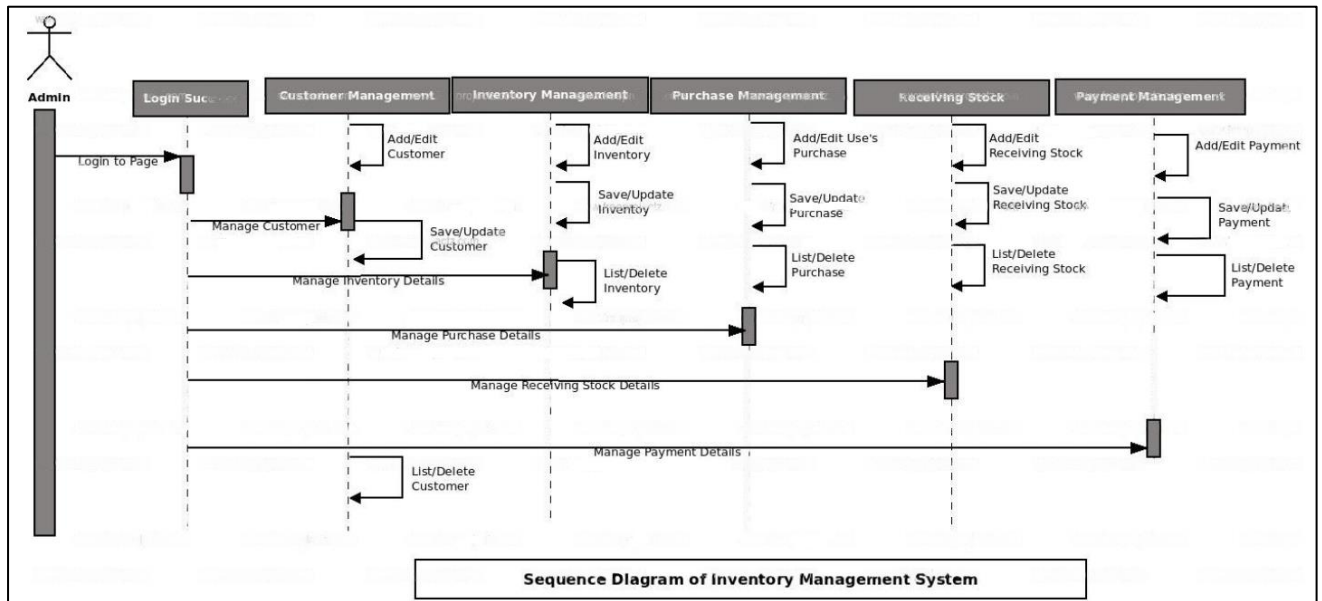 Admin
Login Suc
Customer Management
Inventory Management
Purchase Management
Receiving Stock
Payment Management
Login to Page
Add/Edit
Customer
Add/Edit
Inventory
Add/Edit Use's
Purchase
Add/Edit
Receiving Stock
Add/Edit Payment
Save/Update
Inventoy
Save/Update
Purchase
Save/Update
Receiving Stock
Save/Updat
Payment
Manage Customer
Save/Update
Customer
List/Delete
Inventory
List/Delete
Purchase
List/Delete
Receiving Stock
List/Delete
Payment
Manage Inventory Details
Manage Purchase Details
Manage Receiving Stock Details
Manage Payment Details
List/Delete
Customer
Sequence Diagram of Inventory Management System